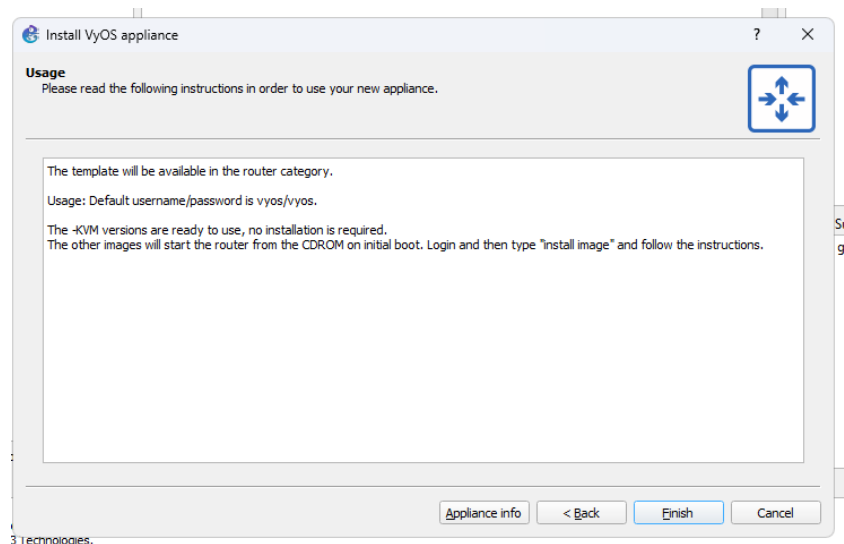 Install VyOS appliance
?
Usage
Please read the following instructions in order to use your new appliance.
The template will be available in the router category.
Usage: Default username/password is vyos/vyos.
The -KVM versions are ready to use, no installation is required.
The other images will start the router from the CDROM on initial boot. Login and then type "install image" and follow the instructions.
Appliance info
< Back
Finish
Cancel
3 Technologies.